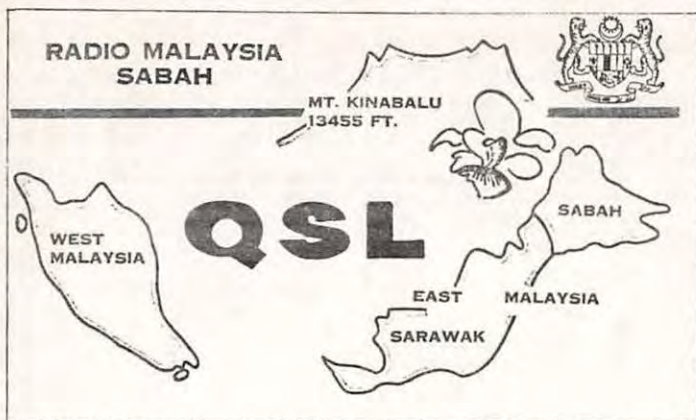 RADIO MALAYSIA
SABAH
MT. KINABALU
13455 FT.
QSL
WEST
MALAYSIA
SABAH
EAST MALAYSIA
SARAWAK